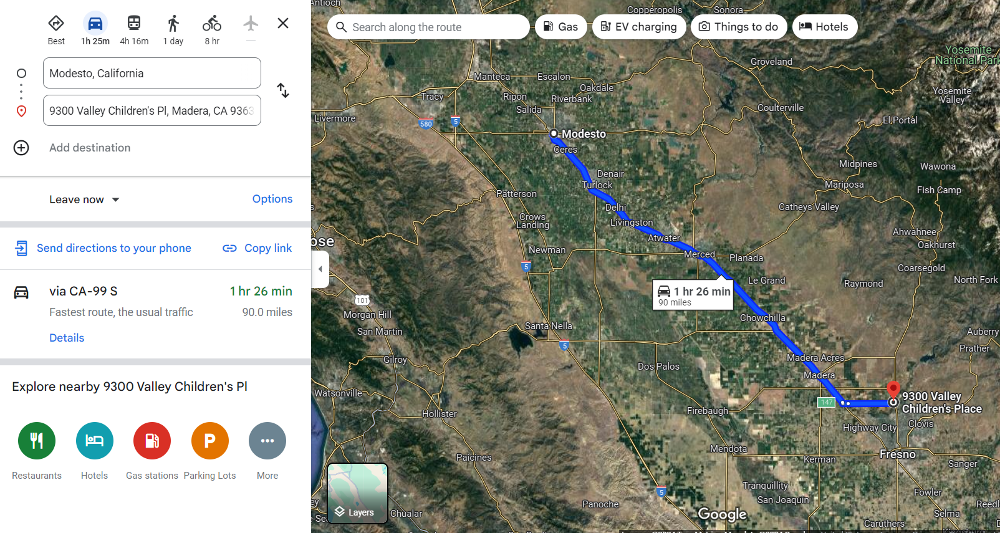 Best
1h 25m
4h 16m
1 day
8 hr
—
Modesto, California
9300 Valley Children's Pl, Madera, CA 9363
Add destination
Leave now
Options
Send directions to your phone
Copy link
via CA-99 S
1 hr 26 min
Fastest route, the usual traffic
90.0 miles
Details
Explore nearby 9300 Valley Children's Pl
P
Restaurants
Hotels
Gas stations
Parking Lots
More
Search along the route
Gas
EV charging
Things to do
Hotels
Antioch
Copperopolis
Sonora
Yosemite
National Park
Groveland
Manteca
Escalon
Oakdale
Tracy
Ripon
Riverbank
Yosemite
Valley
Salida
Coulterville
Livermore
El Portal
580
5
Modesto
Ceres
Midpines
Wawona
Denair
Turlock
Mariposa
Fish Camp
Patterson
Delhi
Catheys Valley
Crows
Landing
Livingston
Ahwahnee
Atwater
ose
Oakhurst
Newman
Merced
Planada
5
Coarsegold
Le Grand
Raymond
North Fork
1 hr 26 min
90 miles
101
Morgan Hill
Chowchilla
San Martin
Santa Nella
Auberry
5
Prather
Gilroy
Madera Acres
Dos Palos
Madera
Watsonville
9300 Valley
Children's Place
147
Hollister
Firebaugh
Highway City
Clovis
Mendota
Fresno
Paicines
Kerman
Sanger
Tranquillity
5
San Joaquin
Fowler
Panoche
Reedl
ey
Layers
Chualar
Google
Selma
Caruthers